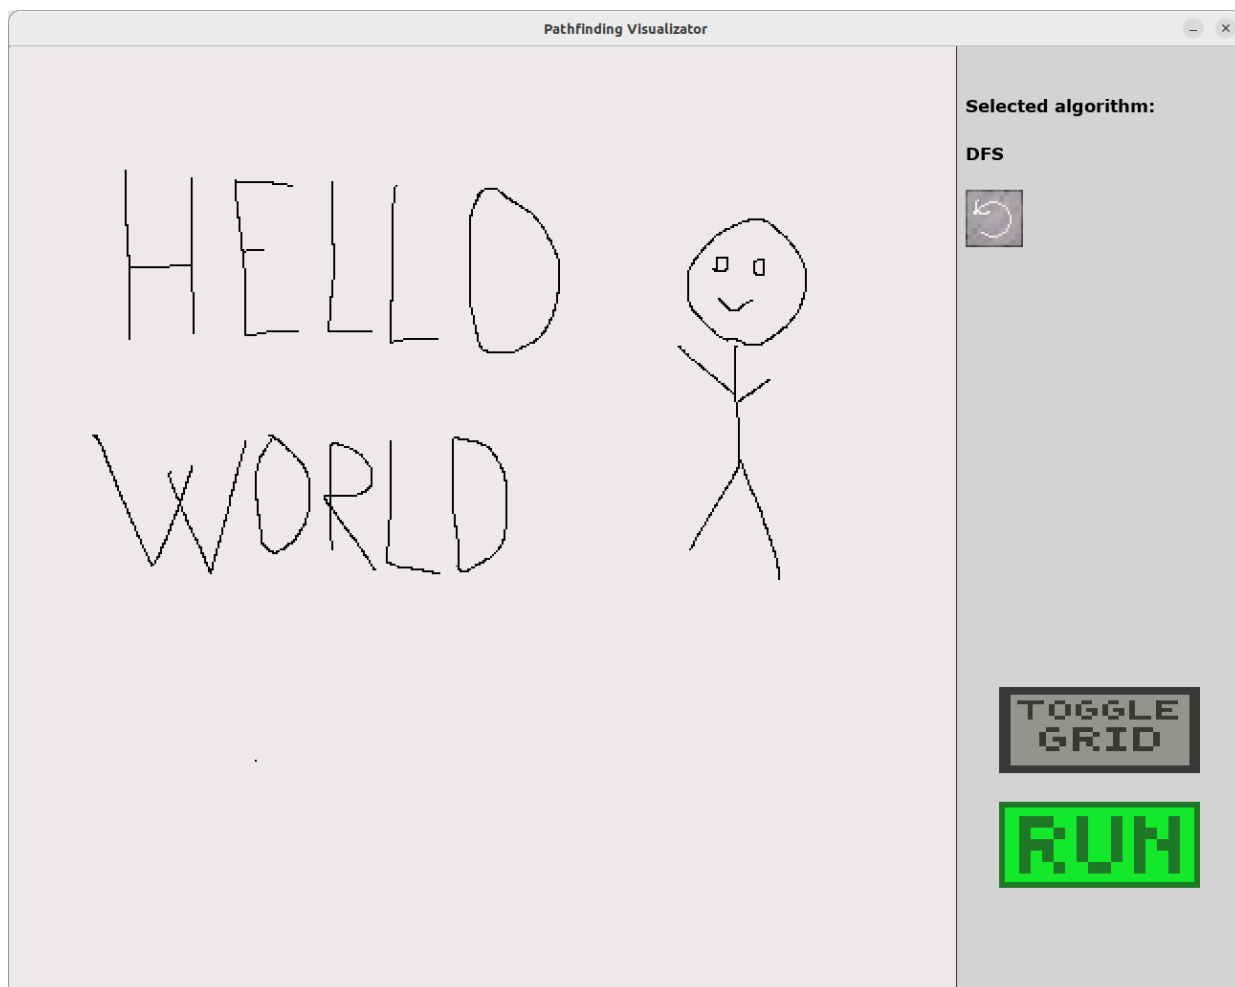 Pathfinding Visualizator
Selected algorithm:
DFS
HELLO
WORLD
TOGGLE
GRID
RUN